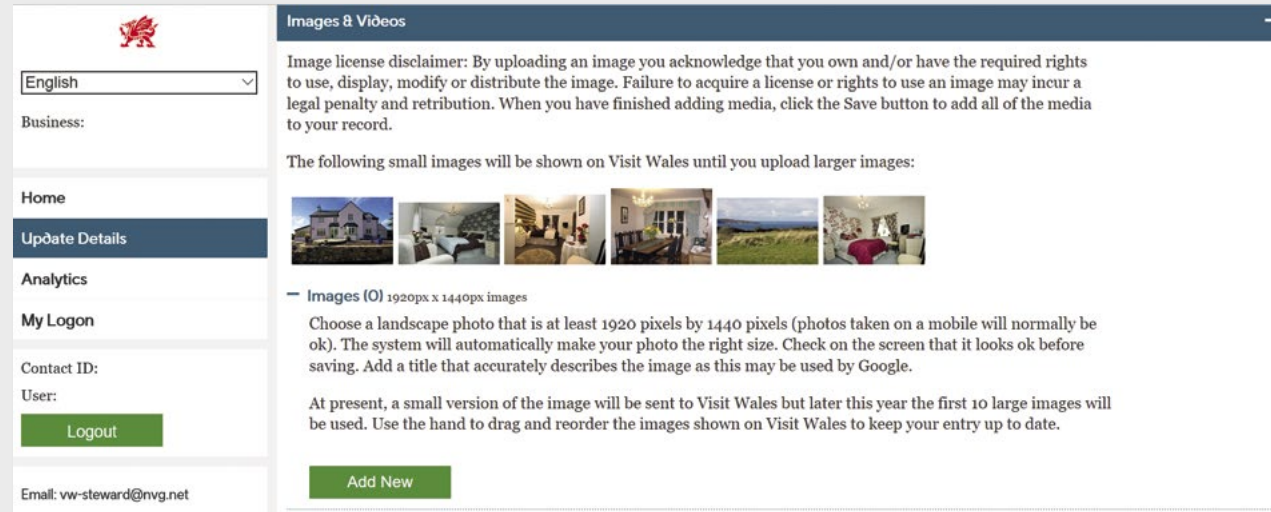 English
Business:
Home
Update Details
Analytics
My Logon
Contact ID:
User:
Logout
Email: vw-steward@nvg.net
Images & Videos
Image license disclaimer: By uploading an image you acknowledge that you own and/or have the required rights
to use, display, modify or distribute the image. Failure to acquire a license or rights to use an image may incur a
legal penalty and retribution. When you have finished adding media, click the Save button to add all of the media
to your record.
The following small images will be shown on Visit Wales until you upload larger images:
Images (0) 1920px x 1440px images
Choose a landscape photo that is at least 1920 pixels by 1440 pixels (photos taken on a mobile will normally be
ok). The system will automatically make your photo the right size. Check on the screen that it looks ok before
saving. Add a title that accurately describes the image as this may be used by Google.
At present, a small version of the image will be sent to Visit Wales but later this year the first 10 large images will
be used. Use the hand to drag and reorder the images shown on Visit Wales to keep your entry up to date.
Add New